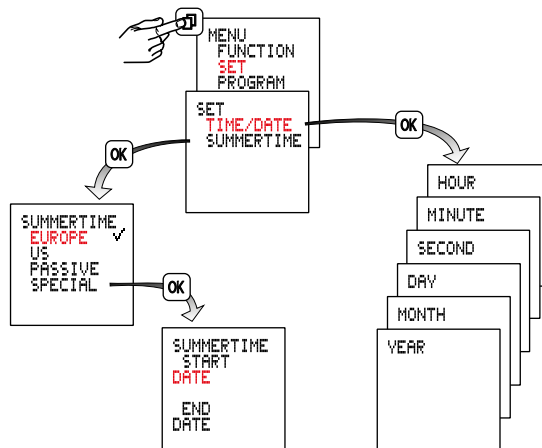 MENU
FUNCTION
SET
PROGRAM
SET
TIME/DATE
SUMMERTIME
OK
OK
SUMMERTIME
EUROPE ✓
US
PASSIVE
SPECIAL
OK
SUMMERTIME
START
DATE
END
DATE
HOUR
MINUTE
SECOND
DAY
MONTH
YEAR